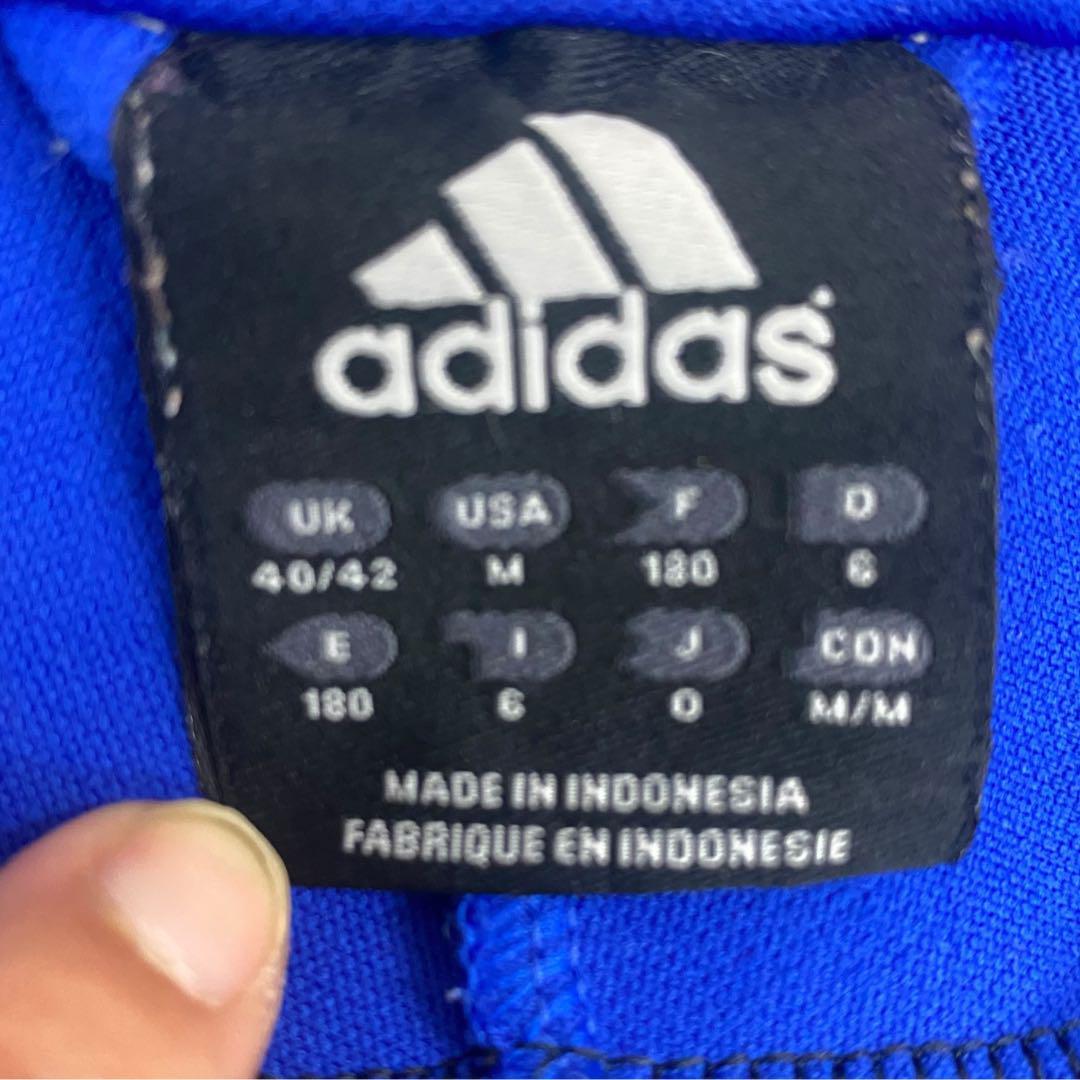 adidas
UK USA F D
40/42 M 180 6
E I J CON
180 6 O M/M
MADE IN INDONESIA
FABRIQUE EN INDONESIE